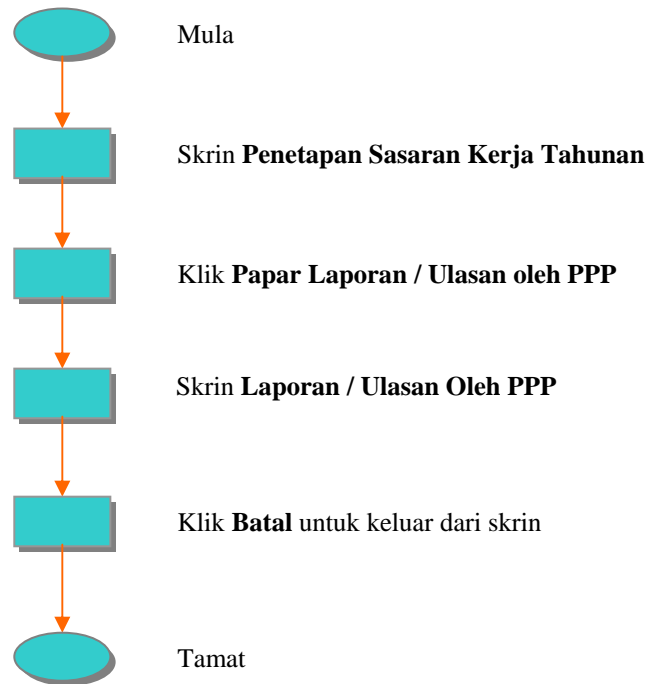 Mula
Skrin Penetapan Sasaran Kerja Tahunan
Klik Papar Laporan / Ulasan oleh PPP
Skrin Laporan / Ulasan Oleh PPP
Klik Batal untuk keluar dari skrin
Tamat